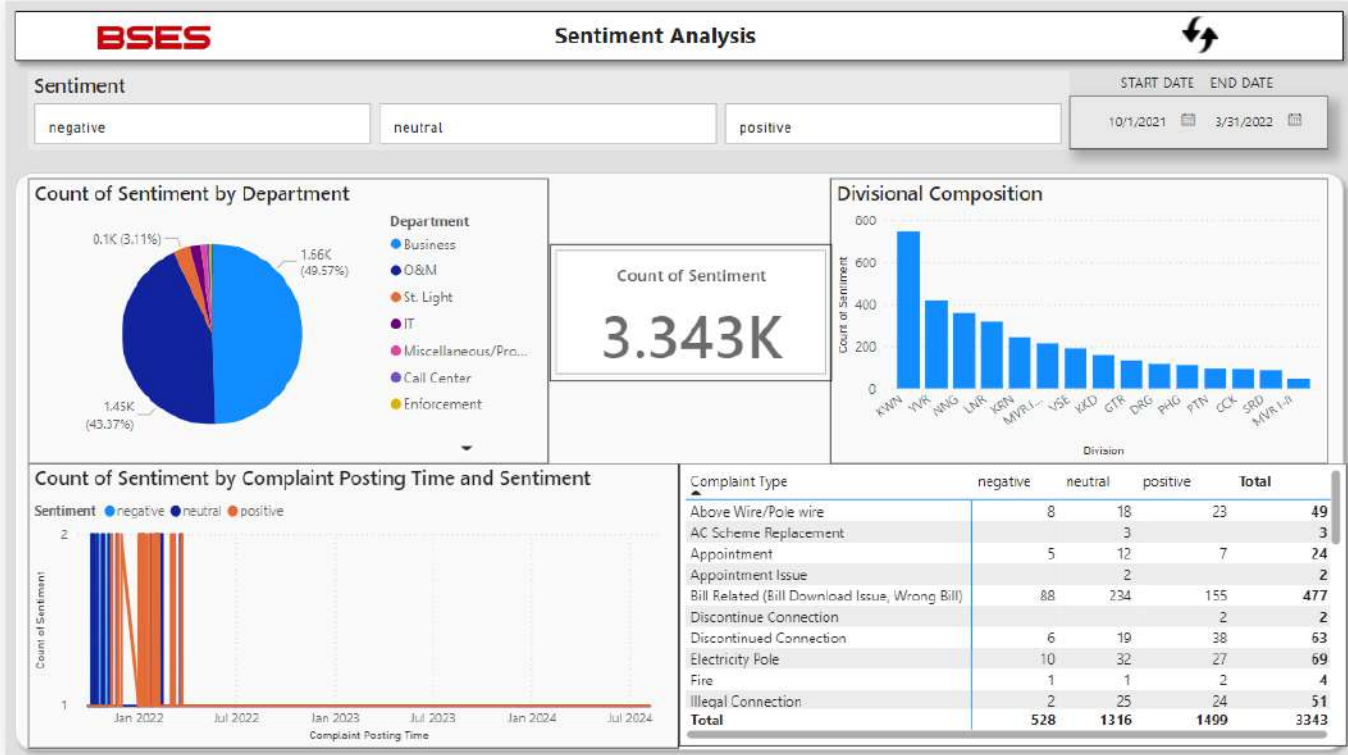 BSES
Sentiment Analysis
Sentiment
START DATE END DATE
negative
neutral
positive
10/1/2021
3/31/2022
Count of Sentiment by Department
0.1K (3.11%)
1.66K
(49.57%)
1.45K
(43.37%)
Department
Business
O&M
St. Light
IT
Miscellaneous/Pro...
Call Center
Enforcement
Count of Sentiment
3.343K
Divisional Composition
Count of Sentiment
800
600
400
200
0
KWN
VVR
NNG
LNR
KRN
MVR I...
VSE
KKD
GTR
DRG
PHG
PTN
CCK
SRD
MVR I-II
Division
Count of Sentiment by Complaint Posting Time and Sentiment
Sentiment negative neutral positive
Count of Sentiment
2
1
Jan 2022 Jul 2022 Jan 2023 Jul 2023 Jan 2024 Jul 2024
Complaint Posting Time
Complaint Type negative neutral positive Total
Above Wire/Pole wire 8 18 23 49
AC Scheme Replacement 3 3
Appointment 5 12 7 24
Appointment Issue 2 2
Bill Related (Bill Download Issue, Wrong Bill) 88 234 155 477
Discontinue Connection 2 2
Discontinued Connection 6 19 38 63
Electricity Pole 10 32 27 69
Fire 1 1 2 4
Illegal Connection 2 25 24 51
Total 528 1316 1499 3343